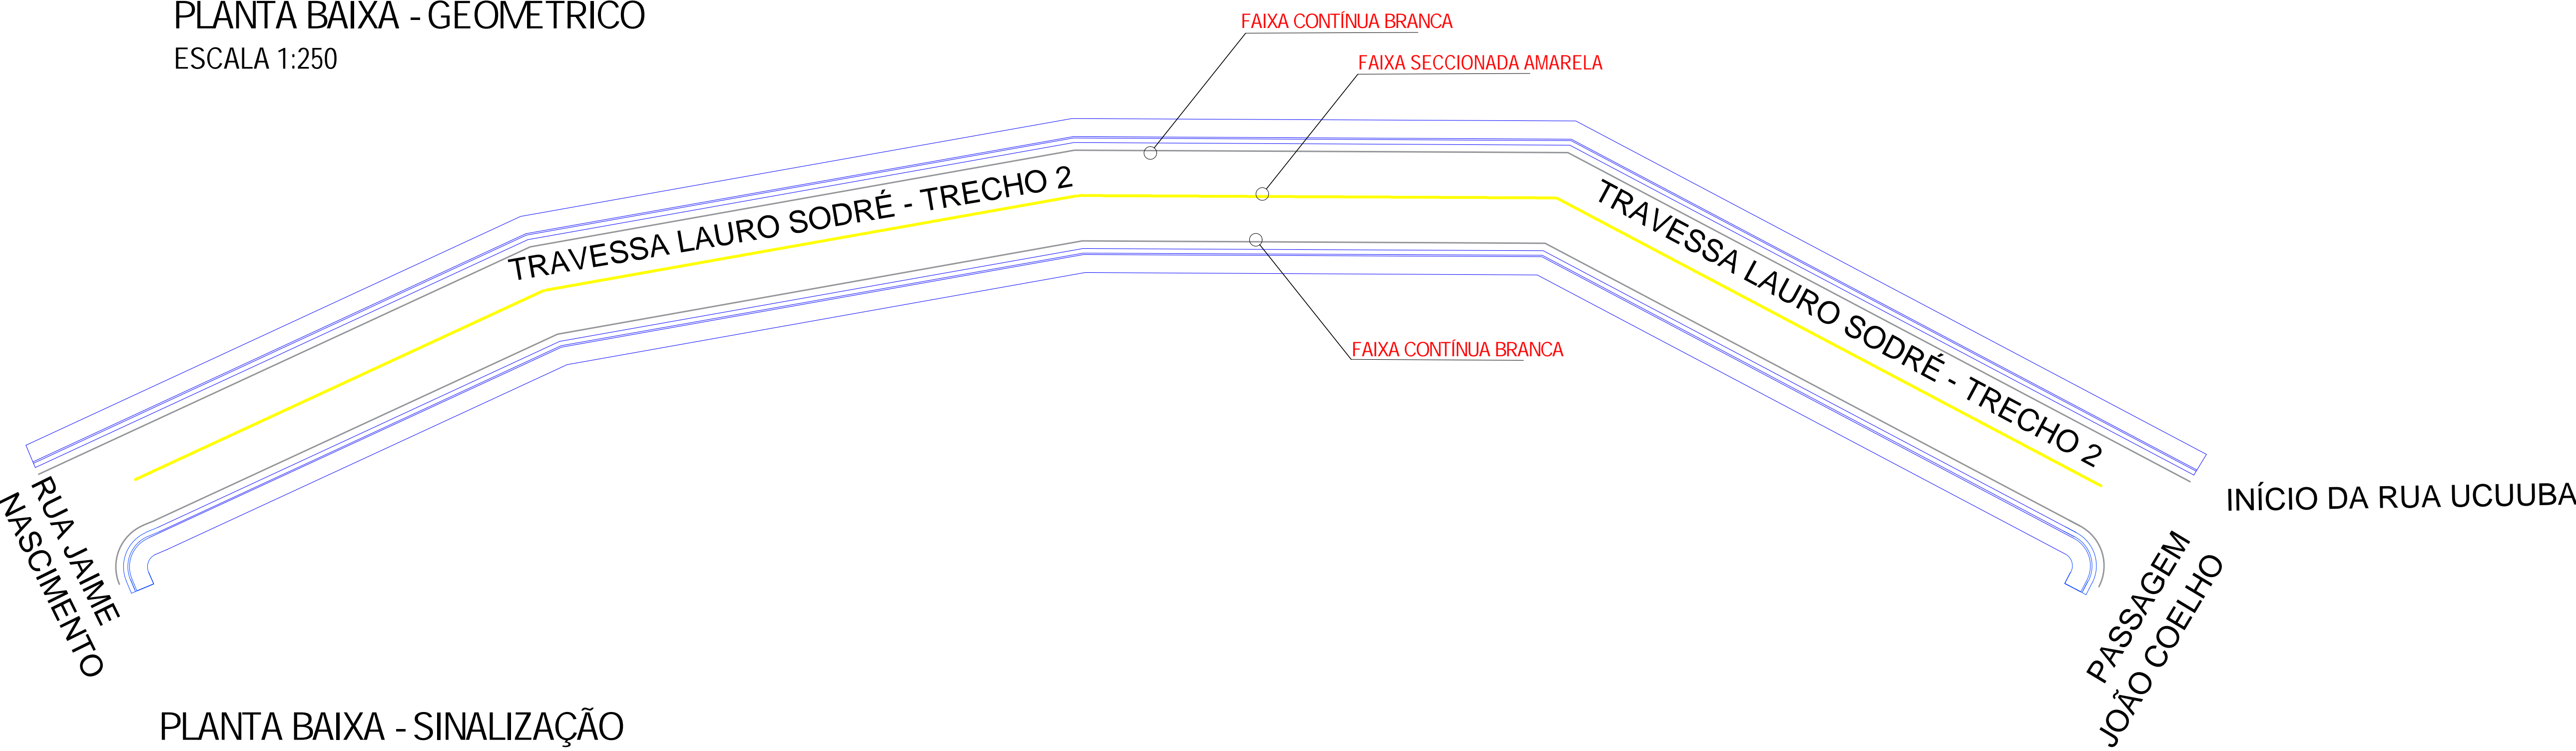 PLANTA BAIXA - GEOMETRICO
ESCALA 1:250
FAIXA CONTÍNUA BRANCA
FAIXA SECCIONADA AMARELA
TRAVESSA LAURO SODRÉ - TRECHO 2
TRAVESSA LAURO SODRÉ - TRECHO 2
FAIXA CONTÍNUA BRANCA
RUA JAIME
NASCIMENTO
INÍCIO DA RUA UCUUBA
PASSAGEM
JOÃO COELHO
PLANTA BAIXA - SINALIZAÇÃO